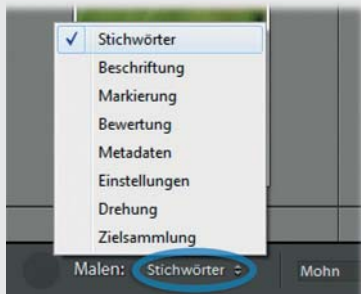 Stichwörter
Beschriftung
Markierung
Bewertung
Metadaten
Einstellungen
Drehung
Zielsammlung
Malen: Stichwörter Mohn